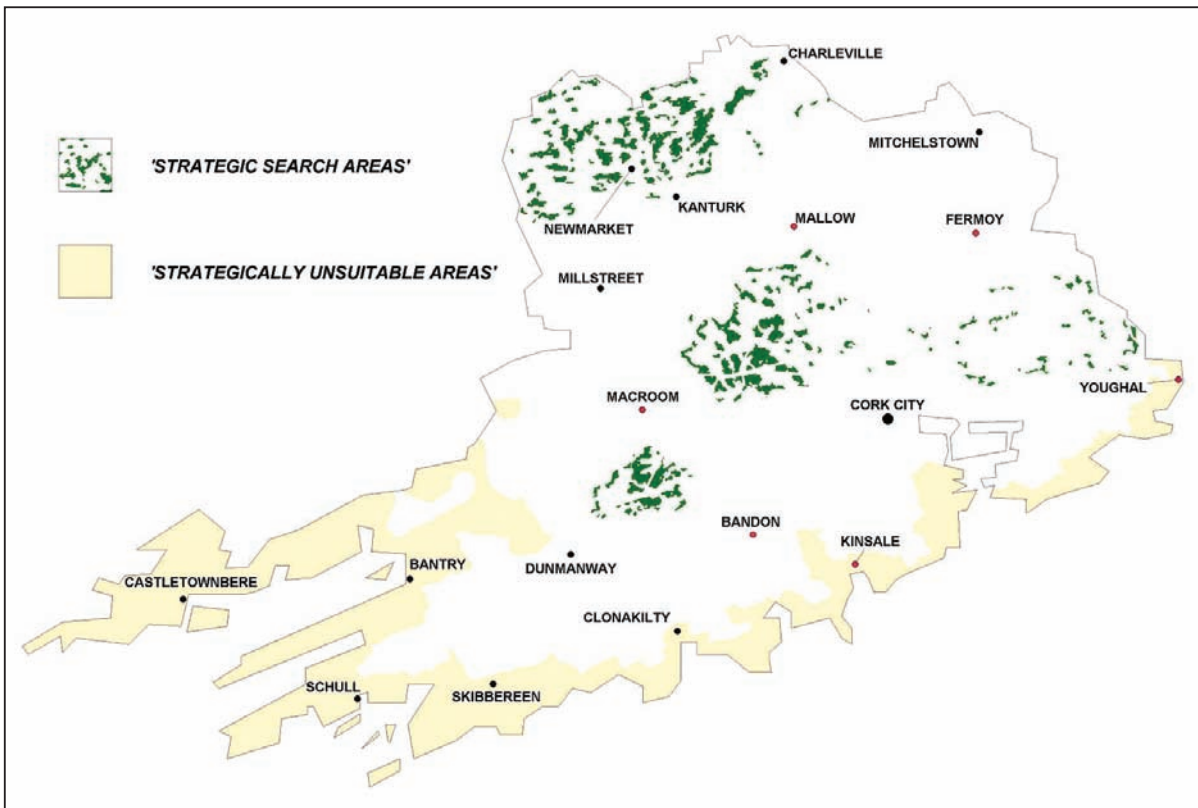 CHARLEVILLE
MITCHELSTOWN
'STRATEGIC SEARCH AREAS'
KANTURK
NEWMARKET
MALLOW
FERMOY
'STRATEGICALLY UNSUITABLE AREAS'
MILLSTREET
YOUGHAL
MACROOM
CORK CITY
BANDON
KINSALE
BANTRY
DUNMANWAY
CASTLETOWNBERE
CLONAKILTY
SCHULL
SKIBBEREEN